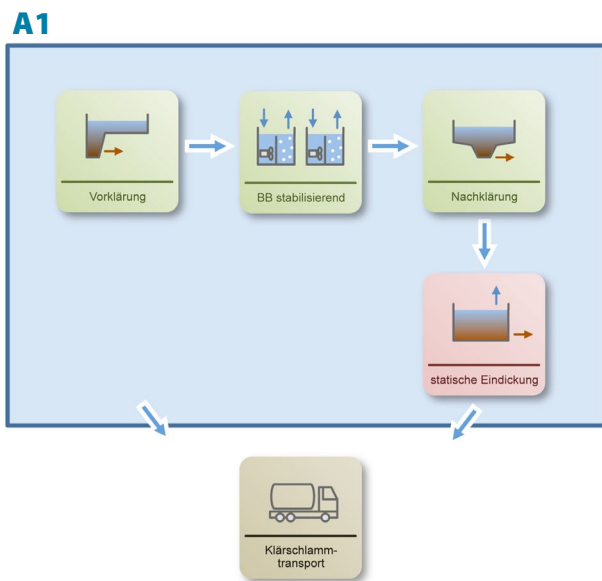 A1
Vorklärung
BB stabilisierend
Nachklärung
statische Eindickung
Klärschlamm-
transport